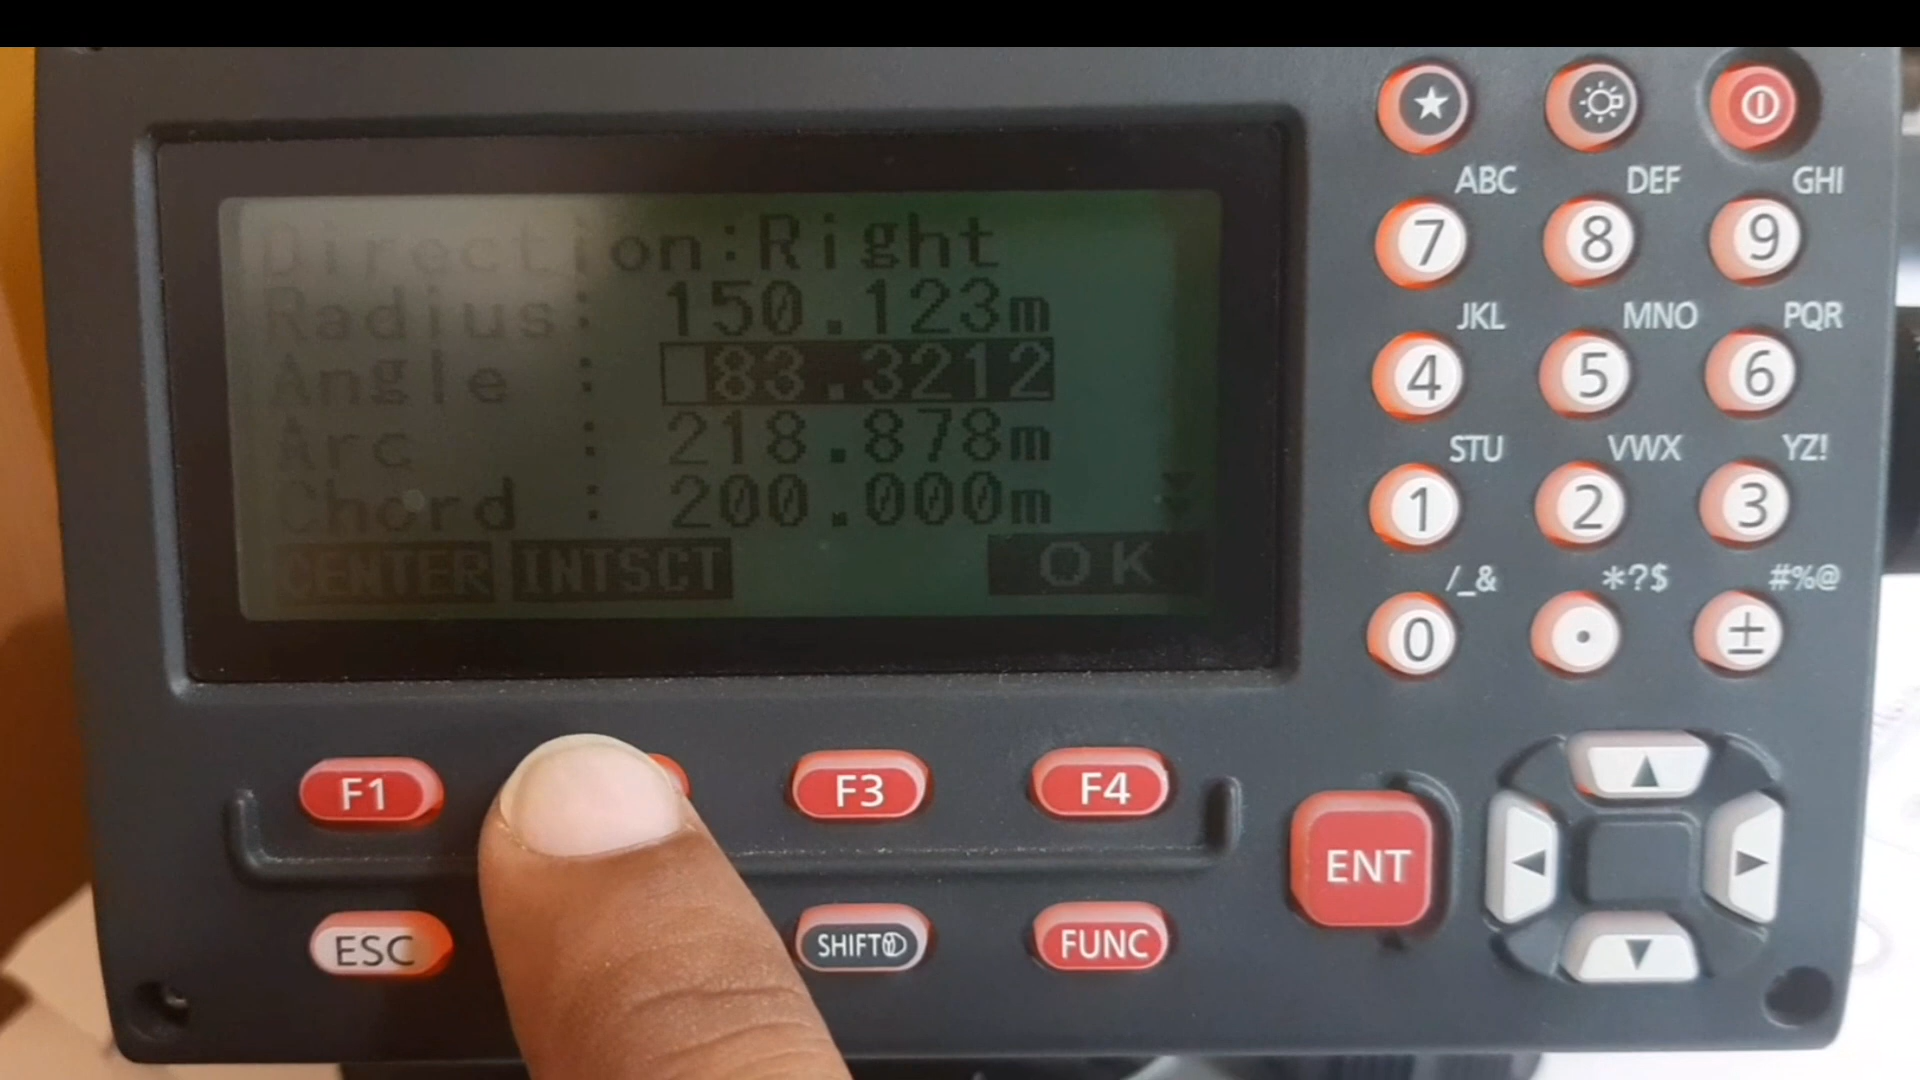 Direction:Right
Radius: 150.123m
Angle : 83.3212
Arc : 218.878m
Chord : 200.000m
CENTER INTSCT OK
ABC DEF GHI
7 8 9
JKL MNO PQR
4 5 6
STU VWX YZ!
1 2 3
/_& *?$ #%@
0 . ±
F1 F3 F4
ENT
ESC SHIFT FUNC